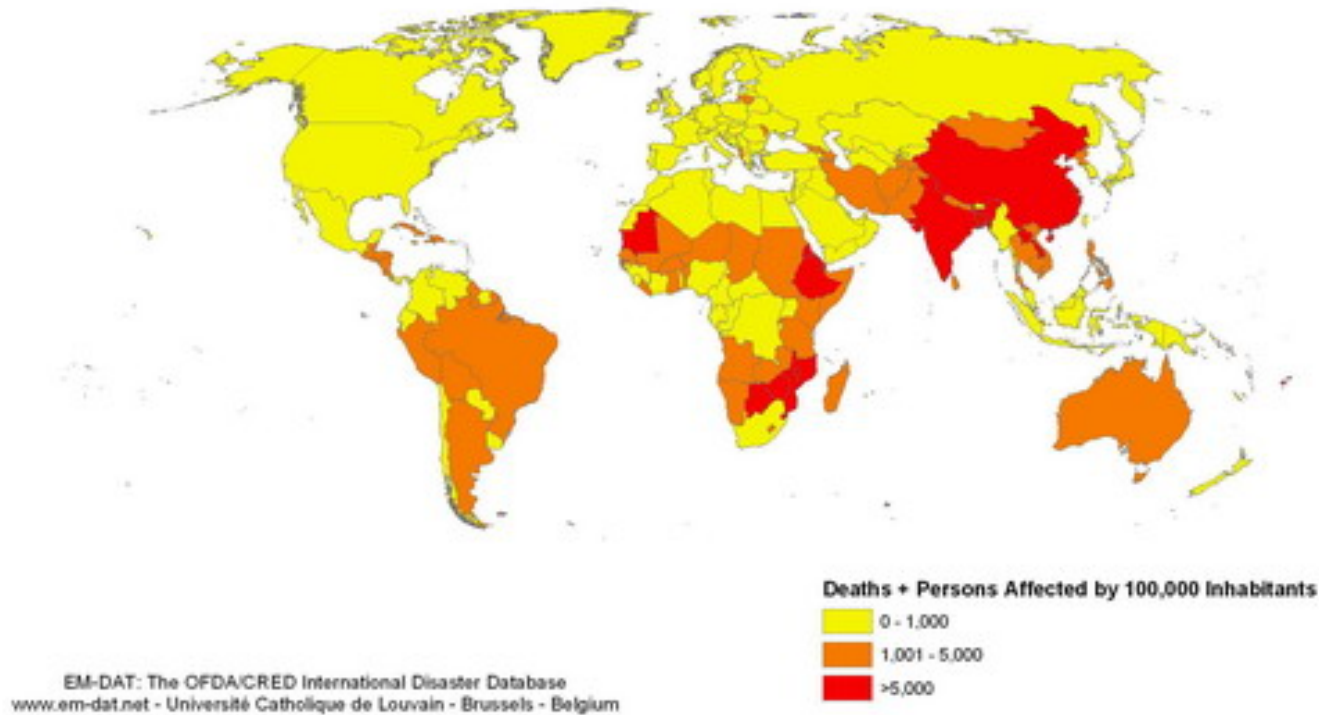 Deaths + Persons Affected by 100,000 Inhabitants
0 - 1,000
1,001 - 5,000
>5,000
EM-DAT: The OFDA/CRED International Disaster Database
www.em-dat.net - Université Catholique de Louvain - Brussels - Belgium